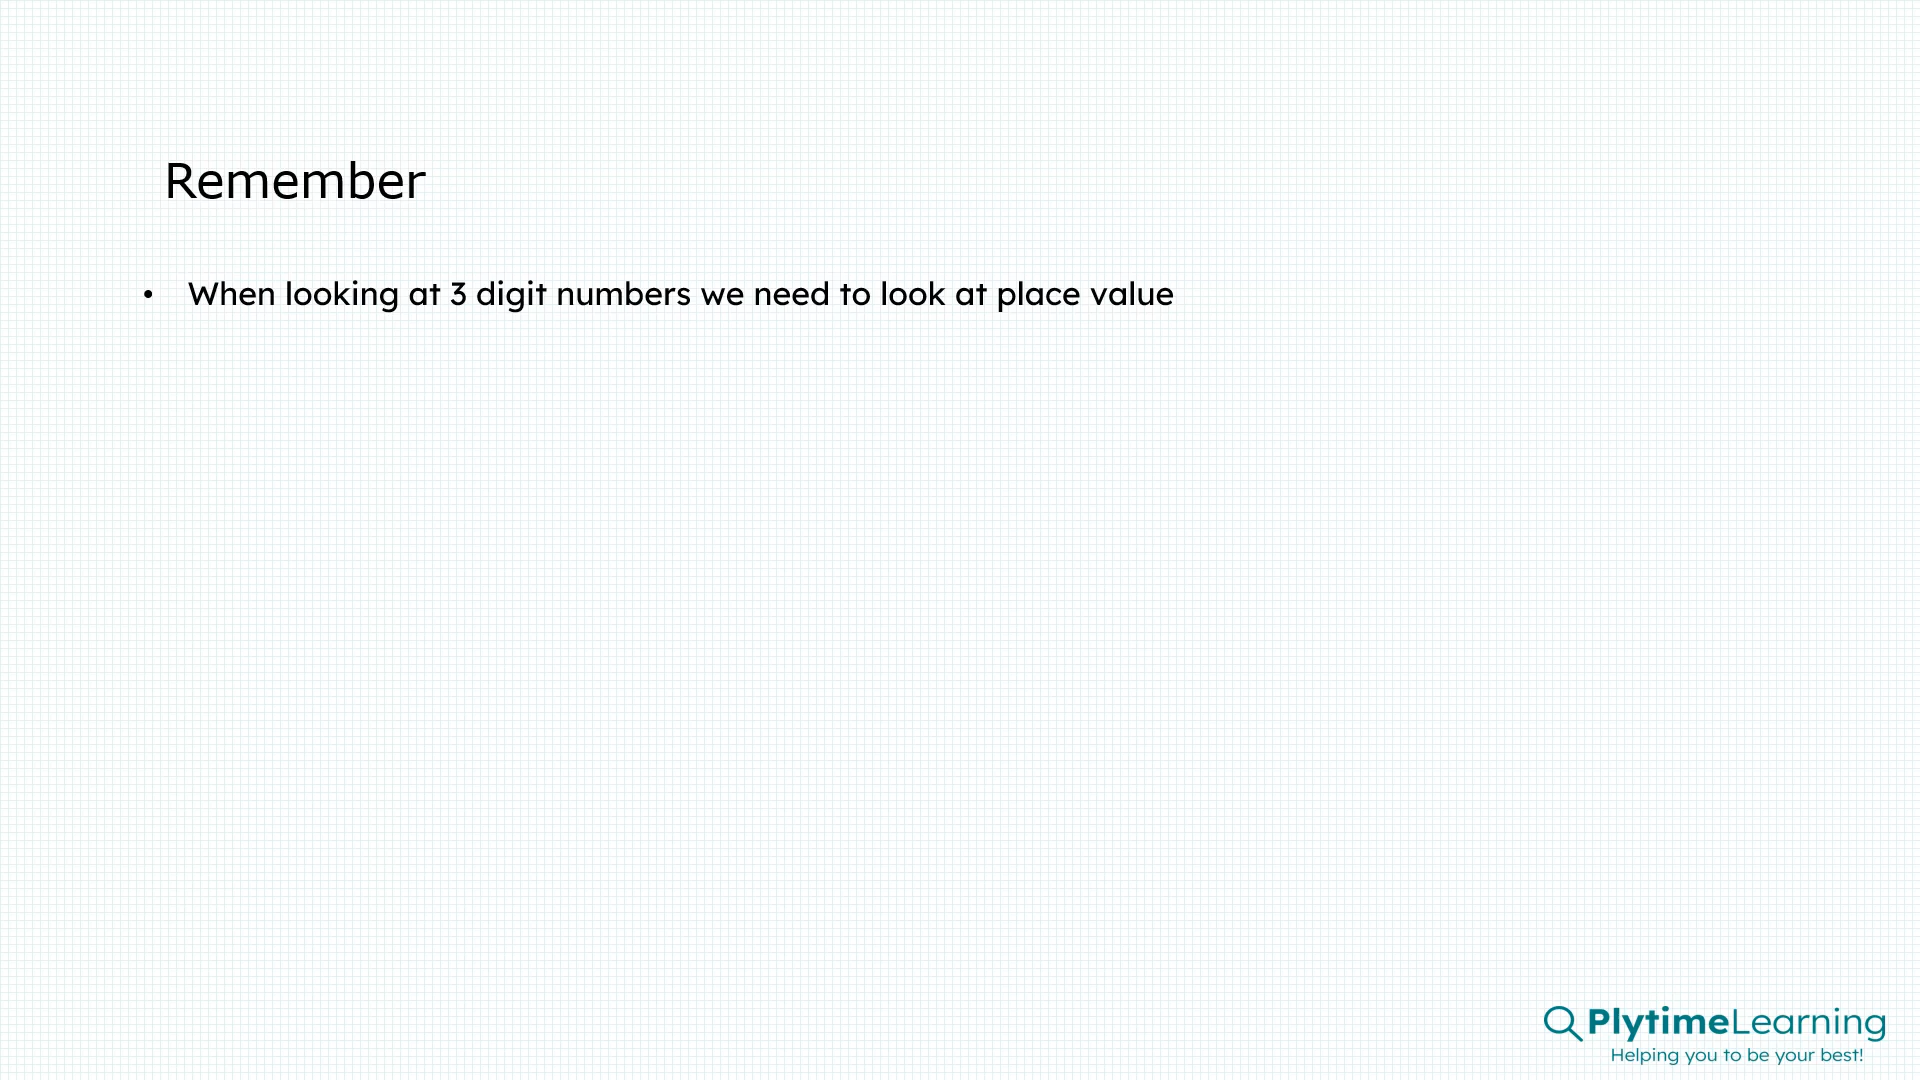 Remember
• When looking at 3 digit numbers we need to look at place value
PlytimeLearning
Helping you to be your best!